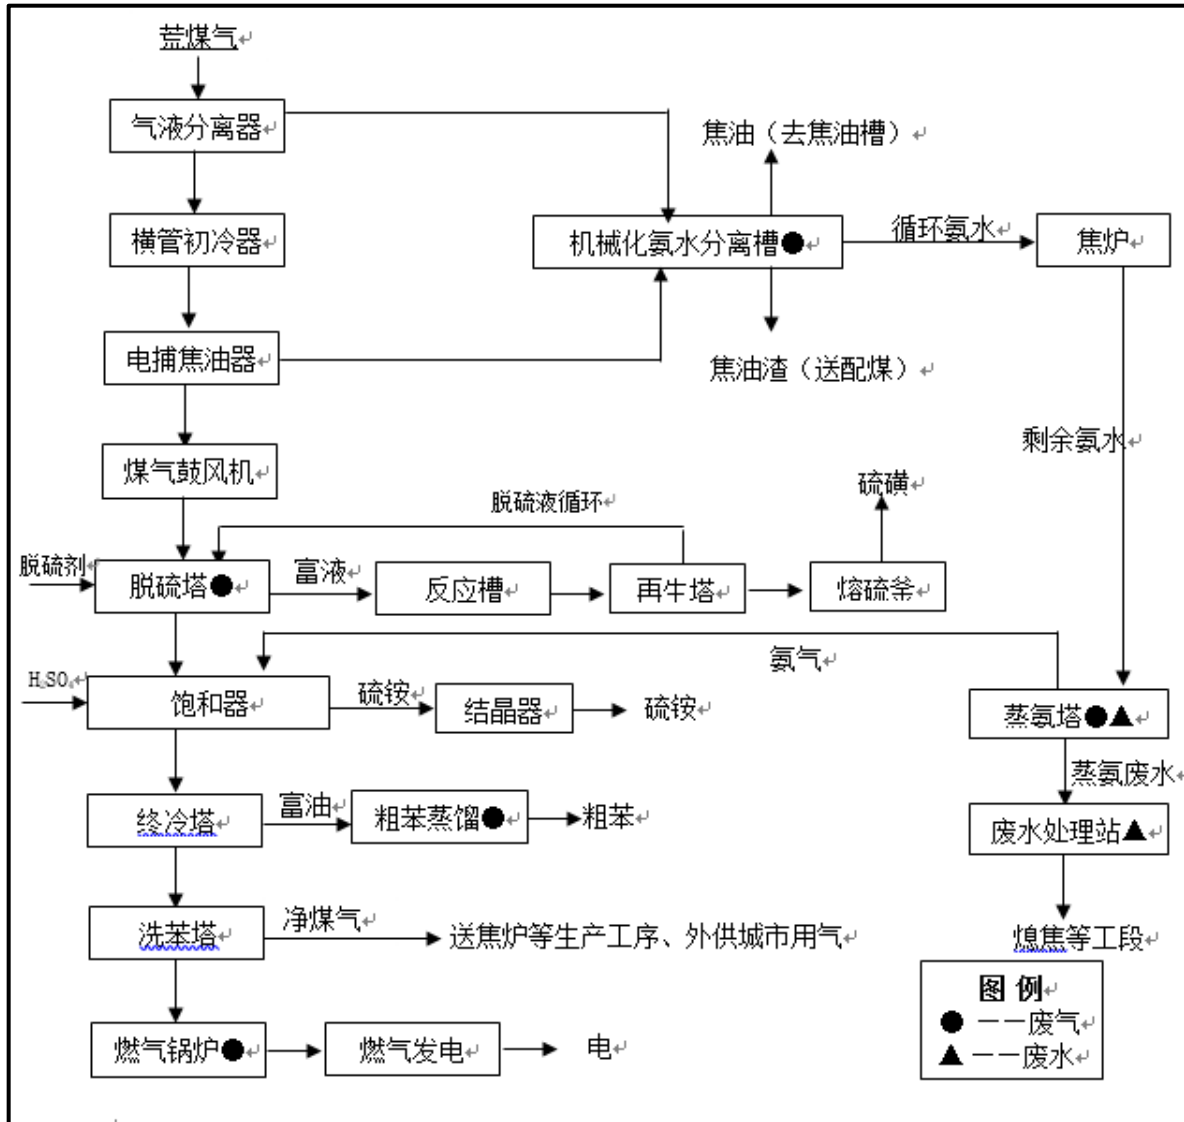 荒煤气
气液分离器
焦油（去焦油槽）
横管初冷器
机械化氨水分离槽●
循环氨水
焦炉
电捕焦油器
焦油渣（送配煤）
煤气鼓风机
剩余氨水
硫磺
脱硫液循环
脱硫剂
脱硫塔●
富液
反应槽
再生塔
熔硫釜
氨气
H2SO4
饱和器
硫铵
结晶器
硫铵
蒸氨塔●▲
蒸氨废水
终冷塔
富油
粗苯蒸馏●
粗苯
废水处理站▲
洗苯塔
净煤气
送焦炉等生产工序、外供城市用气
熄焦等工段
图 例
● ——废气
▲ ——废水
燃气锅炉●
燃气发电
电